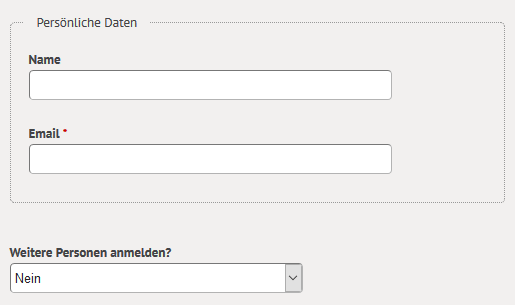 Persönliche Daten
Name
Email *
Weitere Personen anmelden?
Nein